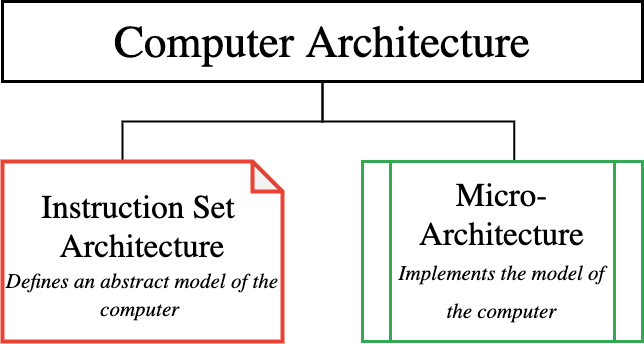 Computer Architecture
Instruction Set
Architecture
Defines an abstract model of the
computer
Micro-
Architecture
Implements the model of
the computer